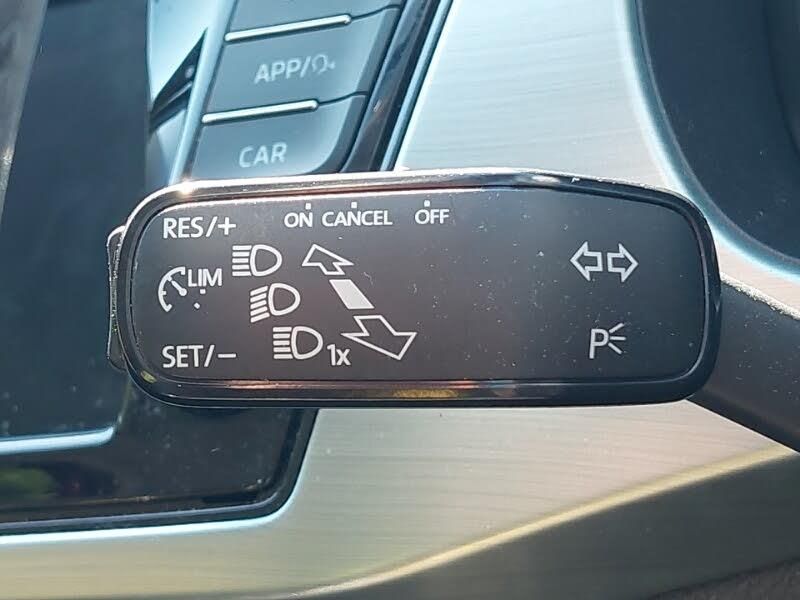 APP/
CAR
RES/+ ON CANCEL OFF
LIM
SET/- 1x P